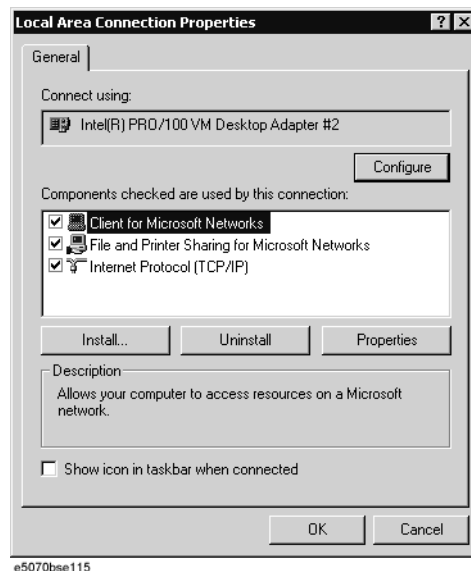 Local Area Connection Properties
General
Connect using:
Intel(R) PRO/100 VM Desktop Adapter #2
Configure
Components checked are used by this connection:
Client for Microsoft Networks
File and Printer Sharing for Microsoft Networks
Internet Protocol (TCP/IP)
Install... Uninstall Properties
Description
Allows your computer to access resources on a Microsoft
network.
Show icon in taskbar when connected
OK Cancel
e5070bse115